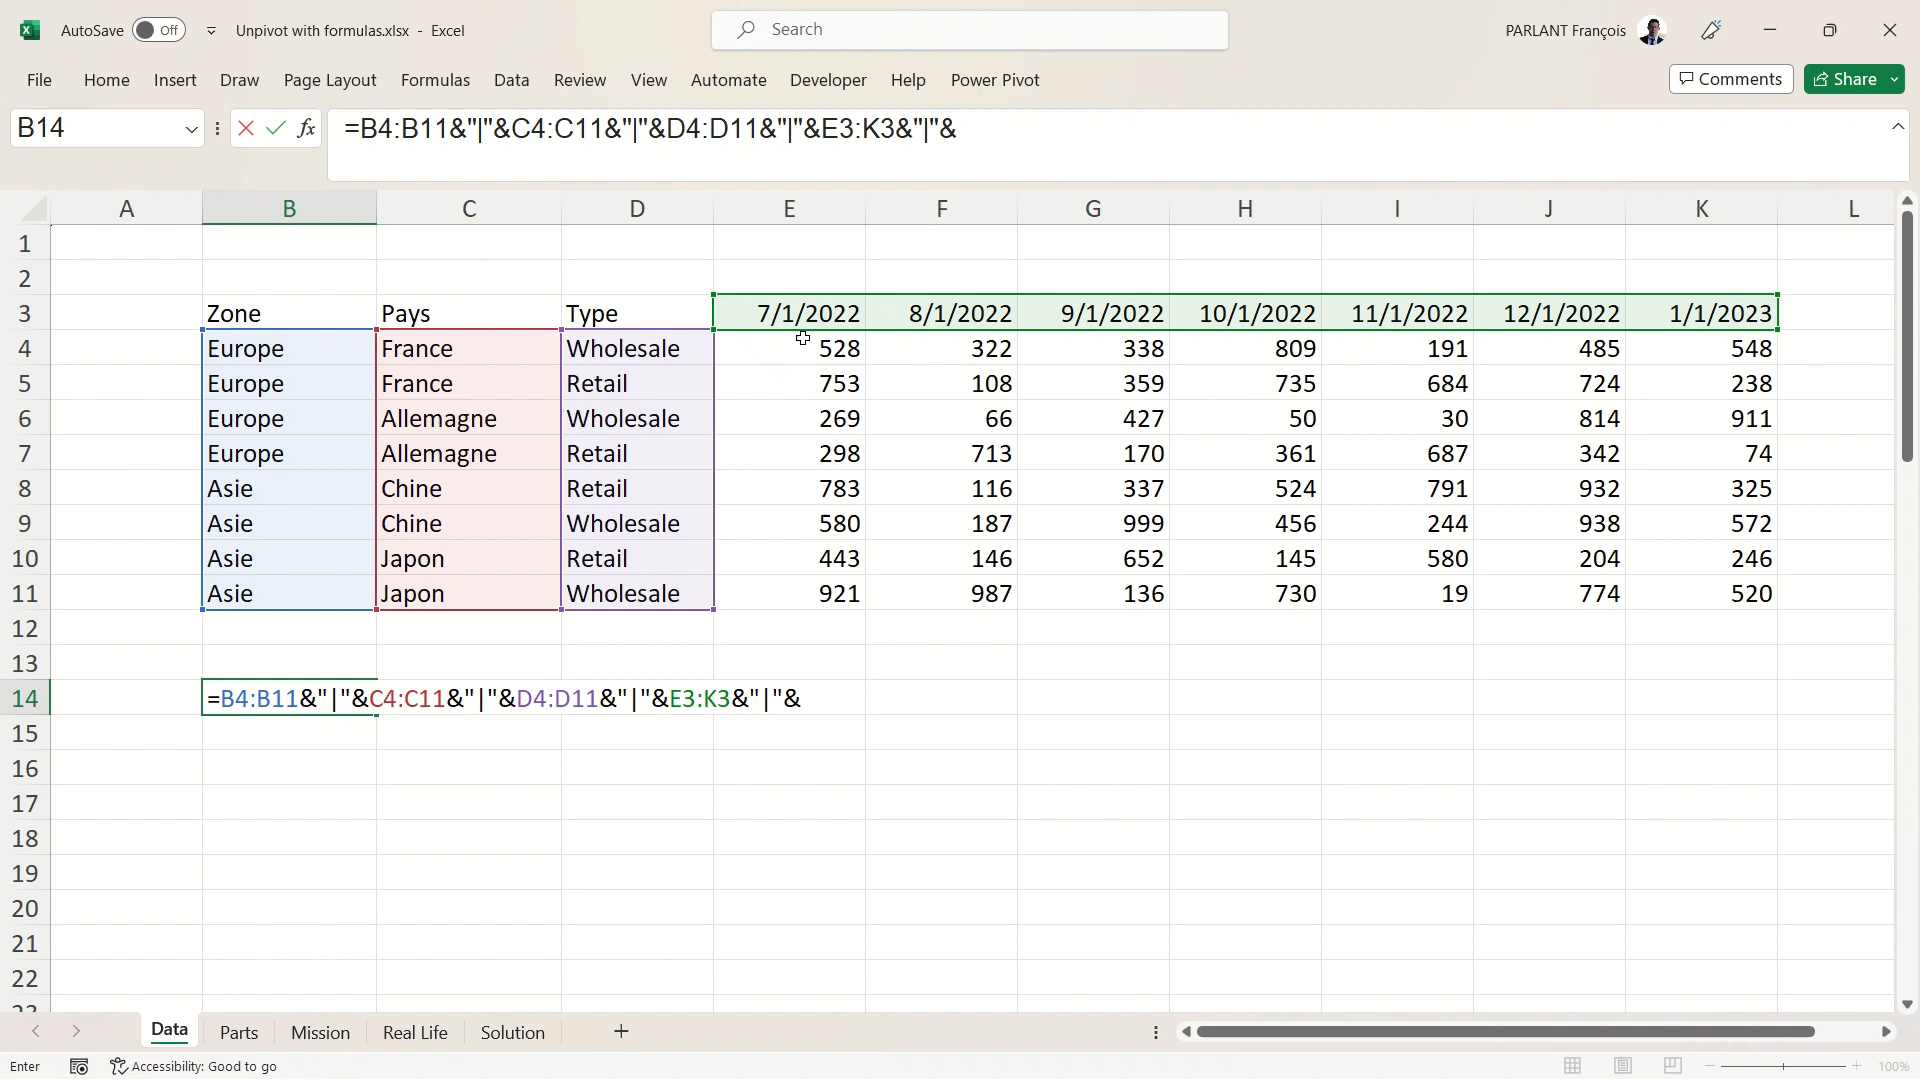 AutoSave Off Unpivot with formulas.xlsx - Excel Search PARLANT François
File Home Insert Draw Page Layout Formulas Data Review View Automate Developer Help Power Pivot Comments Share
B14 fx =B4:B11&"|"&C4:C11&"|"&D4:D11&"|"&E3:K3&"|"&
A B C D E F G H I J K L
1
2
3 Zone Pays Type 7/1/2022 8/1/2022 9/1/2022 10/1/2022 11/1/2022 12/1/2022 1/1/2023
4 Europe France Wholesale 528 322 338 809 191 485 548
5 Europe France Retail 753 108 359 735 684 724 238
6 Europe Allemagne Wholesale 269 66 427 50 30 814 911
7 Europe Allemagne Retail 298 713 170 361 687 342 74
8 Asie Chine Retail 783 116 337 524 791 932 325
9 Asie Chine Wholesale 580 187 999 456 244 938 572
10 Asie Japon Retail 443 146 652 145 580 204 246
11 Asie Japon Wholesale 921 987 136 730 19 774 520
12
13
14 =B4:B11&"|"&C4:C11&"|"&D4:D11&"|"&E3:K3&"|"&
15
16
17
18
19
20
21
22
23
Data Parts Mission Real Life Solution
Enter Accessibility: Good to go 100%